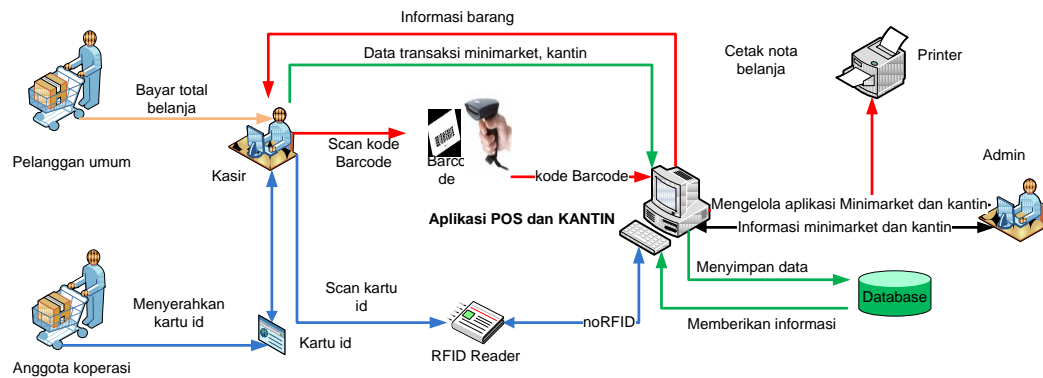 Informasi barang
Data transaksi minimarket, kantin
Cetak nota
belanja
Printer
Bayar total
belanja
Pelanggan umum
Kasir
Scan kode
Barcode
Barco
de
kode Barcode
Aplikasi POS dan KANTIN
Admin
Mengelola aplikasi Minimarket dan kantin
Informasi minimarket dan kantin
Menyimpan data
Database
Memberikan informasi
Menyerahkan
kartu id
Scan kartu
id
noRFID
Kartu id
RFID Reader
Anggota koperasi